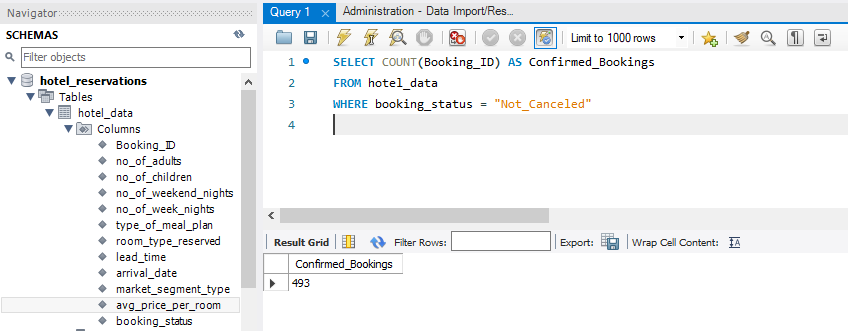 Navigator
SCHEMAS
Filter objects
hotel_reservations
Tables
hotel_data
Columns
Booking_ID
no_of_adults
no_of_children
no_of_weekend_nights
no_of_week_nights
type_of_meal_plan
room_type_reserved
lead_time
arrival_date
market_segment_type
avg_price_per_room
booking_status
Query 1
Administration - Data Import/Res...
Limit to 1000 rows
1 SELECT COUNT(Booking_ID) AS Confirmed_Bookings
2 FROM hotel_data
3 WHERE booking_status = "Not_Canceled"
4
Result Grid
Filter Rows:
Export:
Wrap Cell Content:
Confirmed_Bookings
493